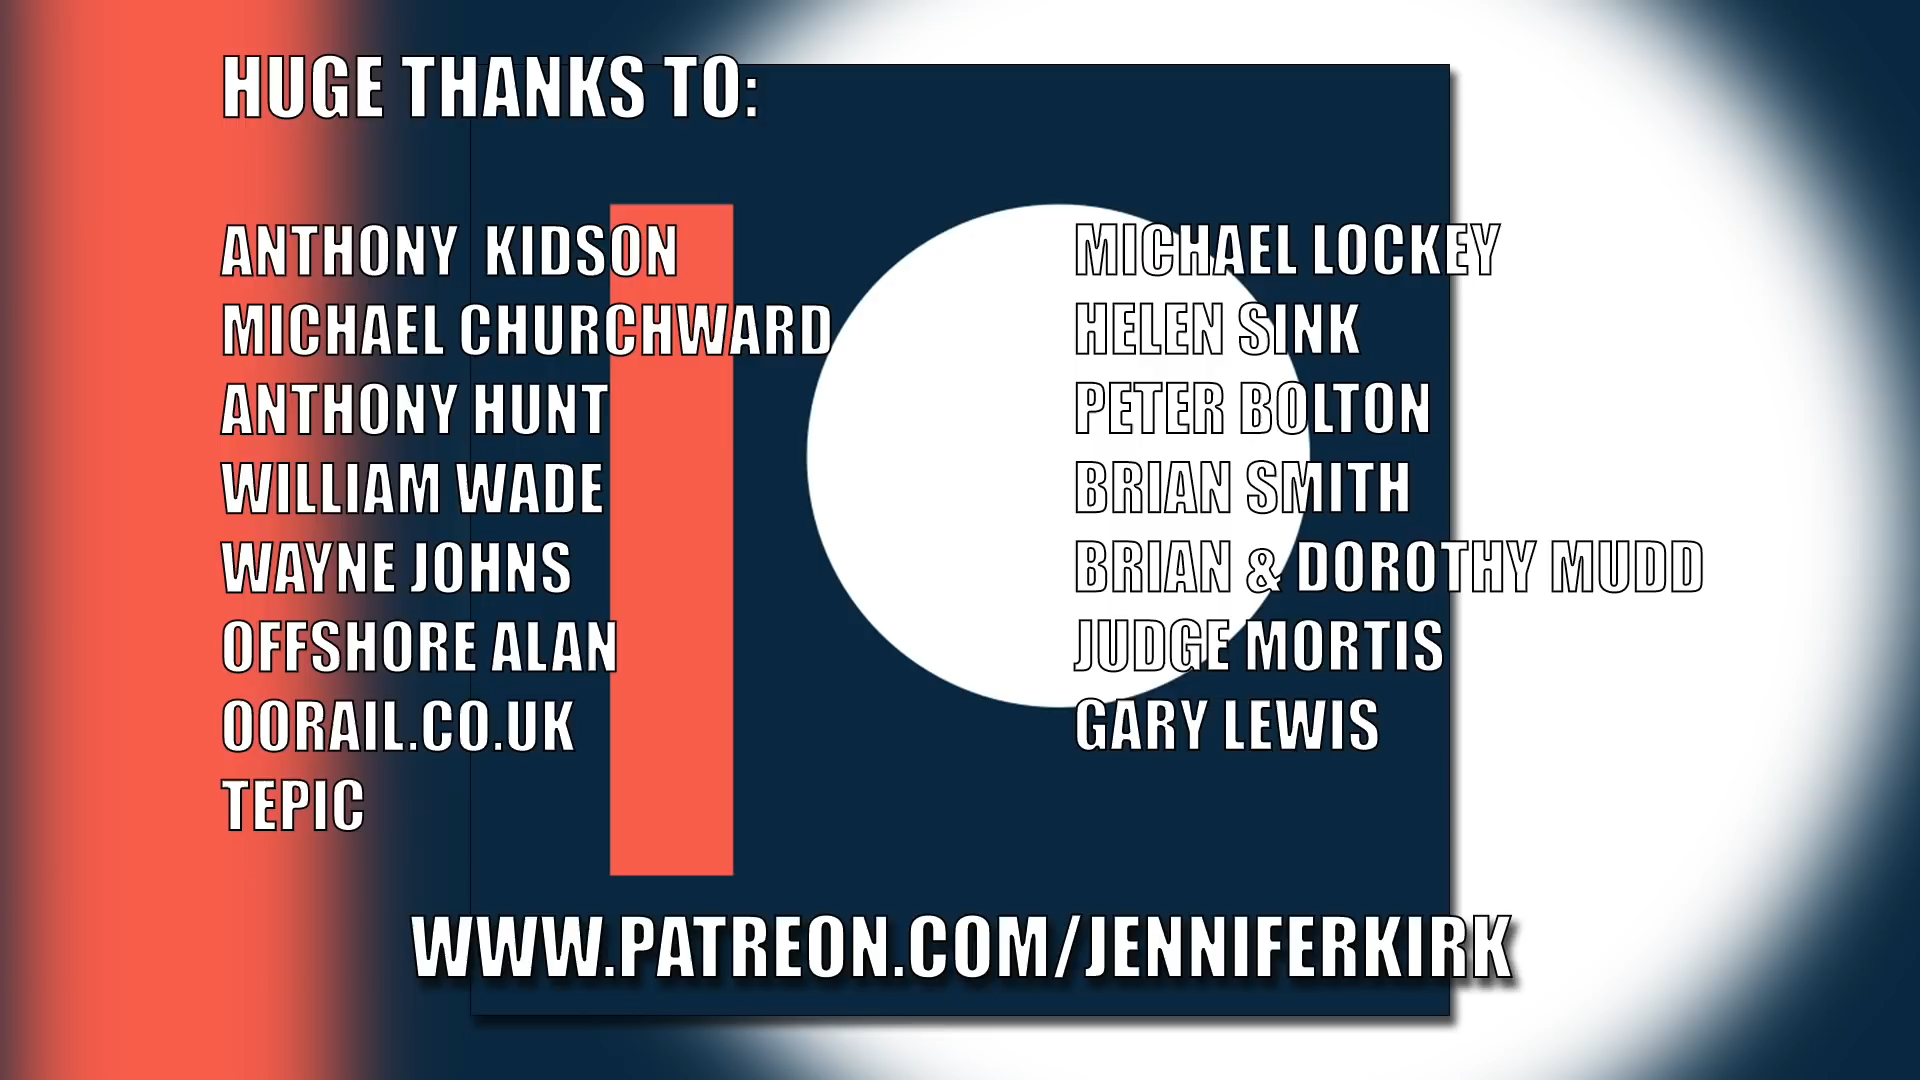 HUGE THANKS TO:
ANTHONY KIDSON
MICHAEL CHURCHWARD
ANTHONY HUNT
WILLIAM WADE
WAYNE JOHNS
OFFSHORE ALAN
OORAIL.CO.UK
TEPIC
MICHAEL LOCKEY
HELEN SINK
PETER BOLTON
BRIAN SMITH
BRIAN & DOROTHY MUDD
JUDGE MORTIS
GARY LEWIS
WWW.PATREON.COM/JENNIFERKIRK